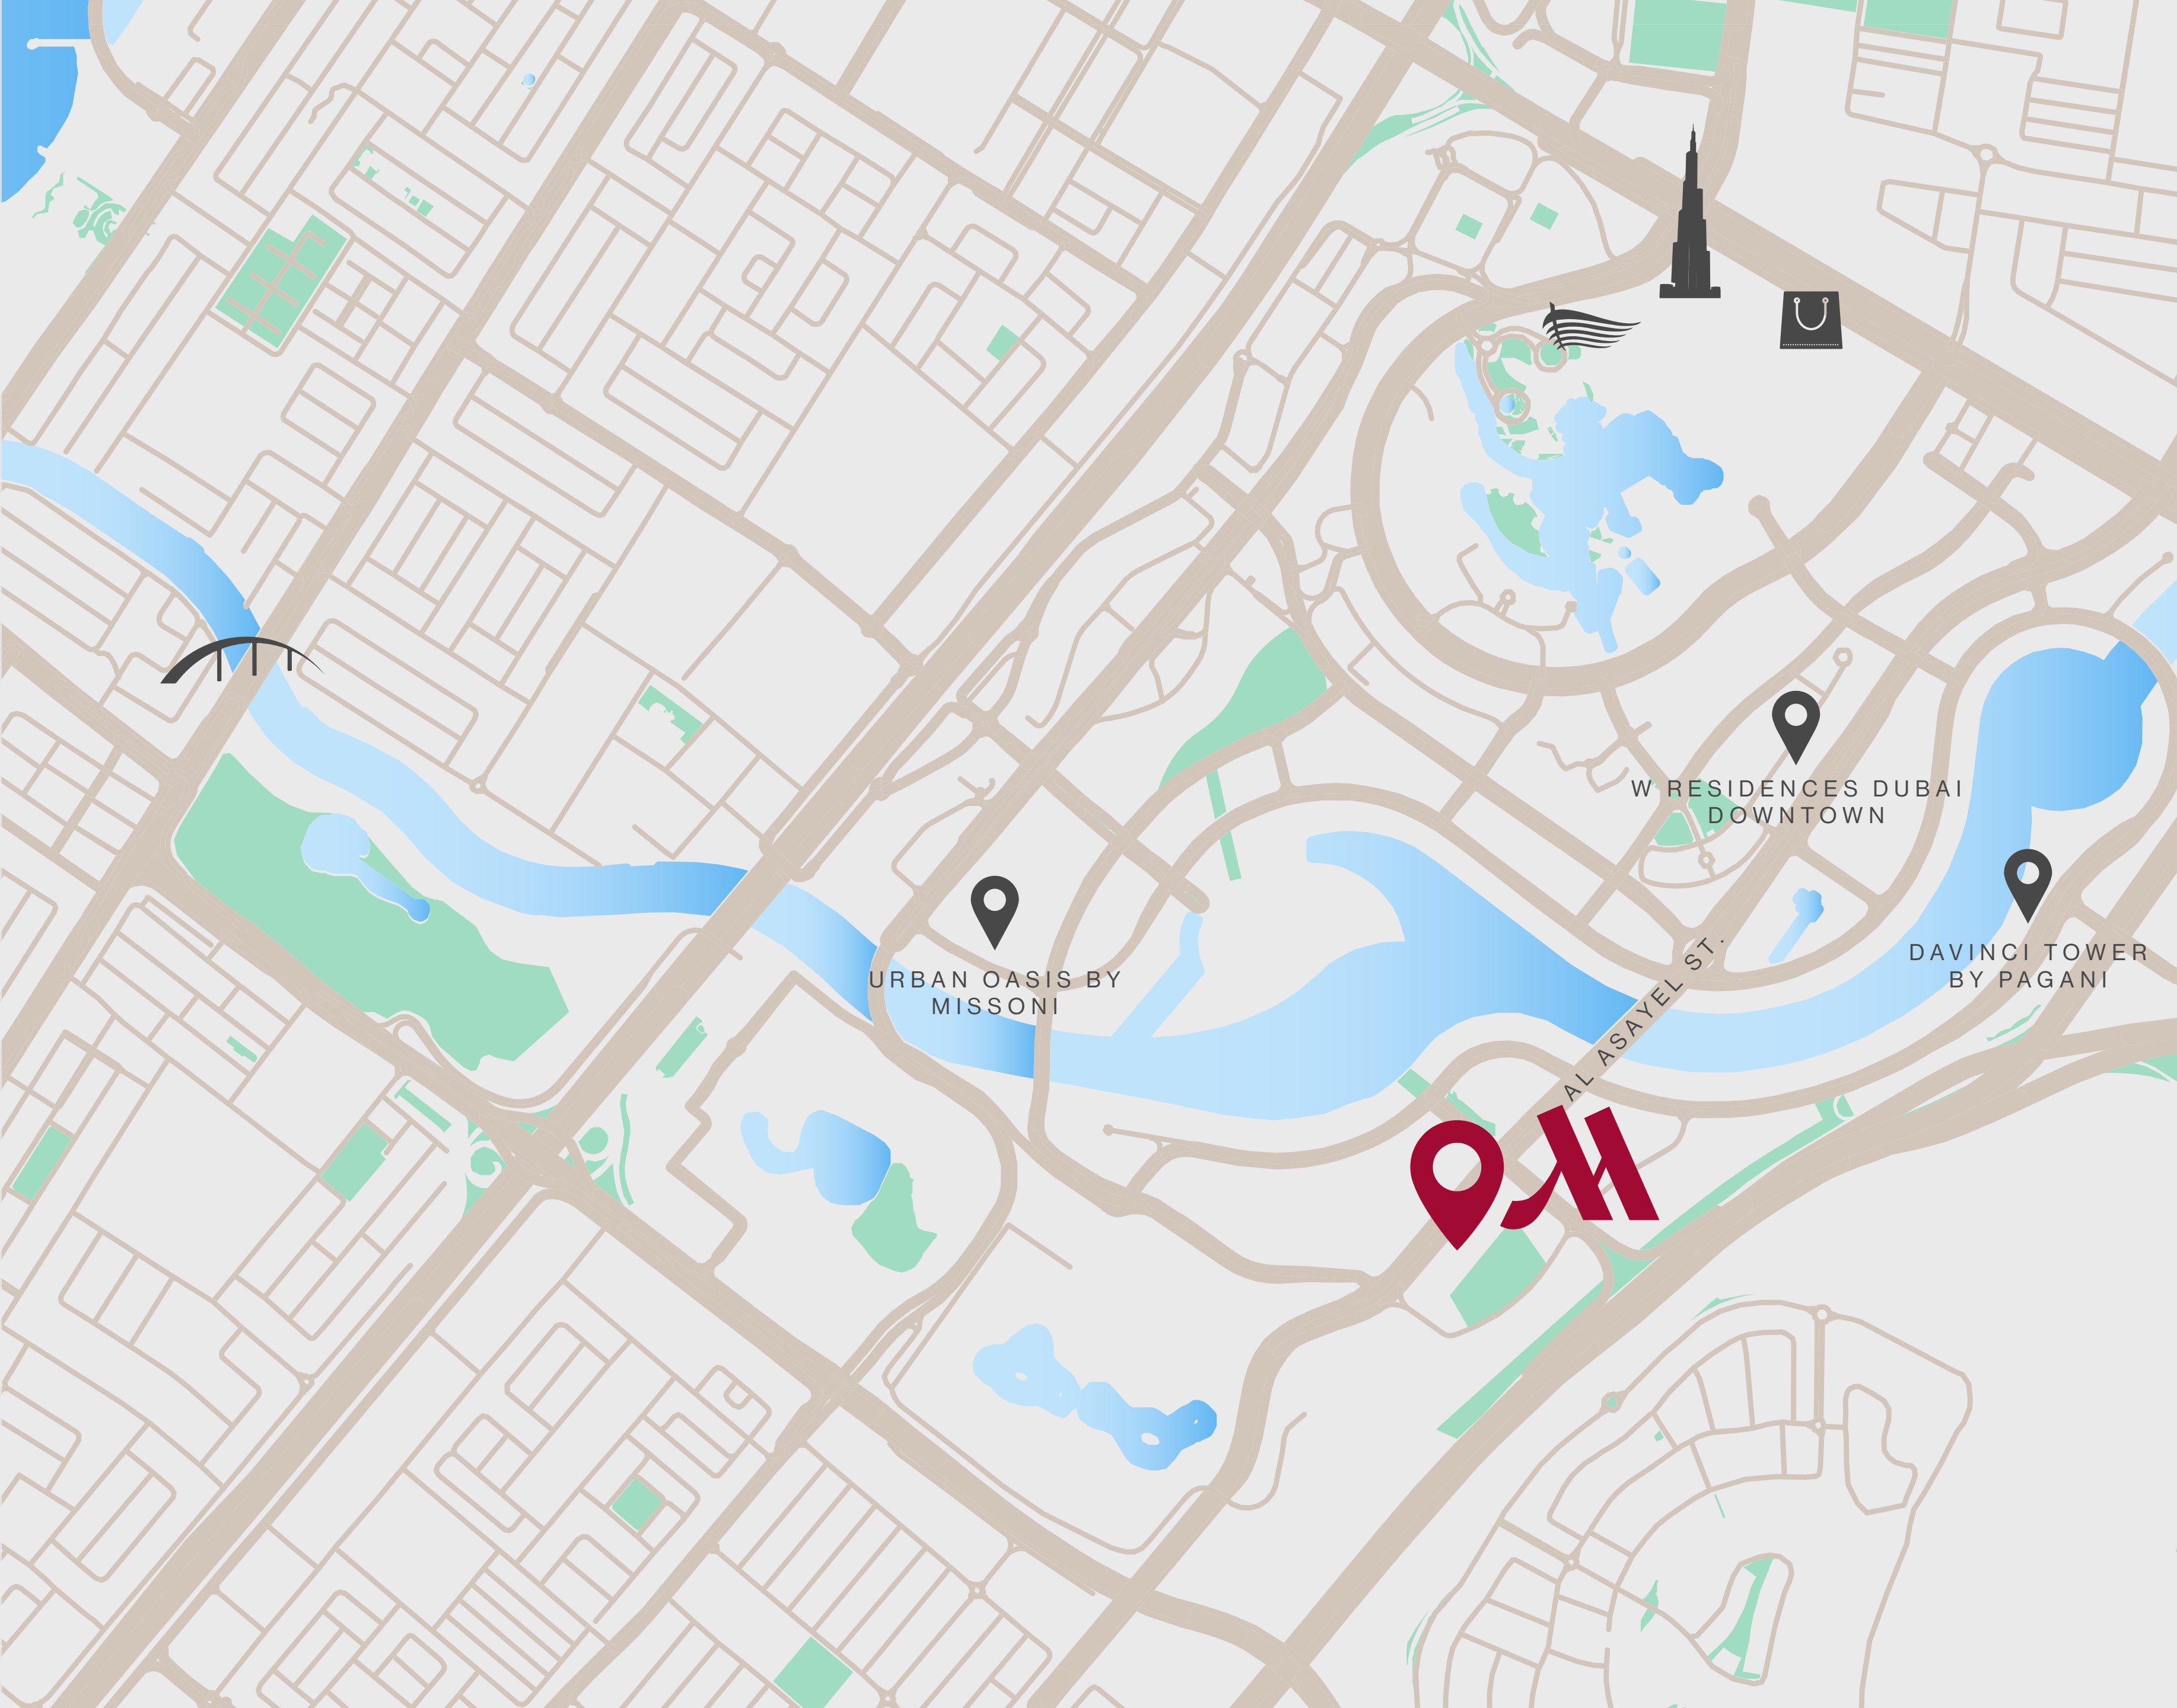 W RESIDENCES DUBAI
DOWNTOWN
DAVINCI TOWER
BY PAGANI
URBAN OASIS BY
MISSONI
AL ASAYEL ST.